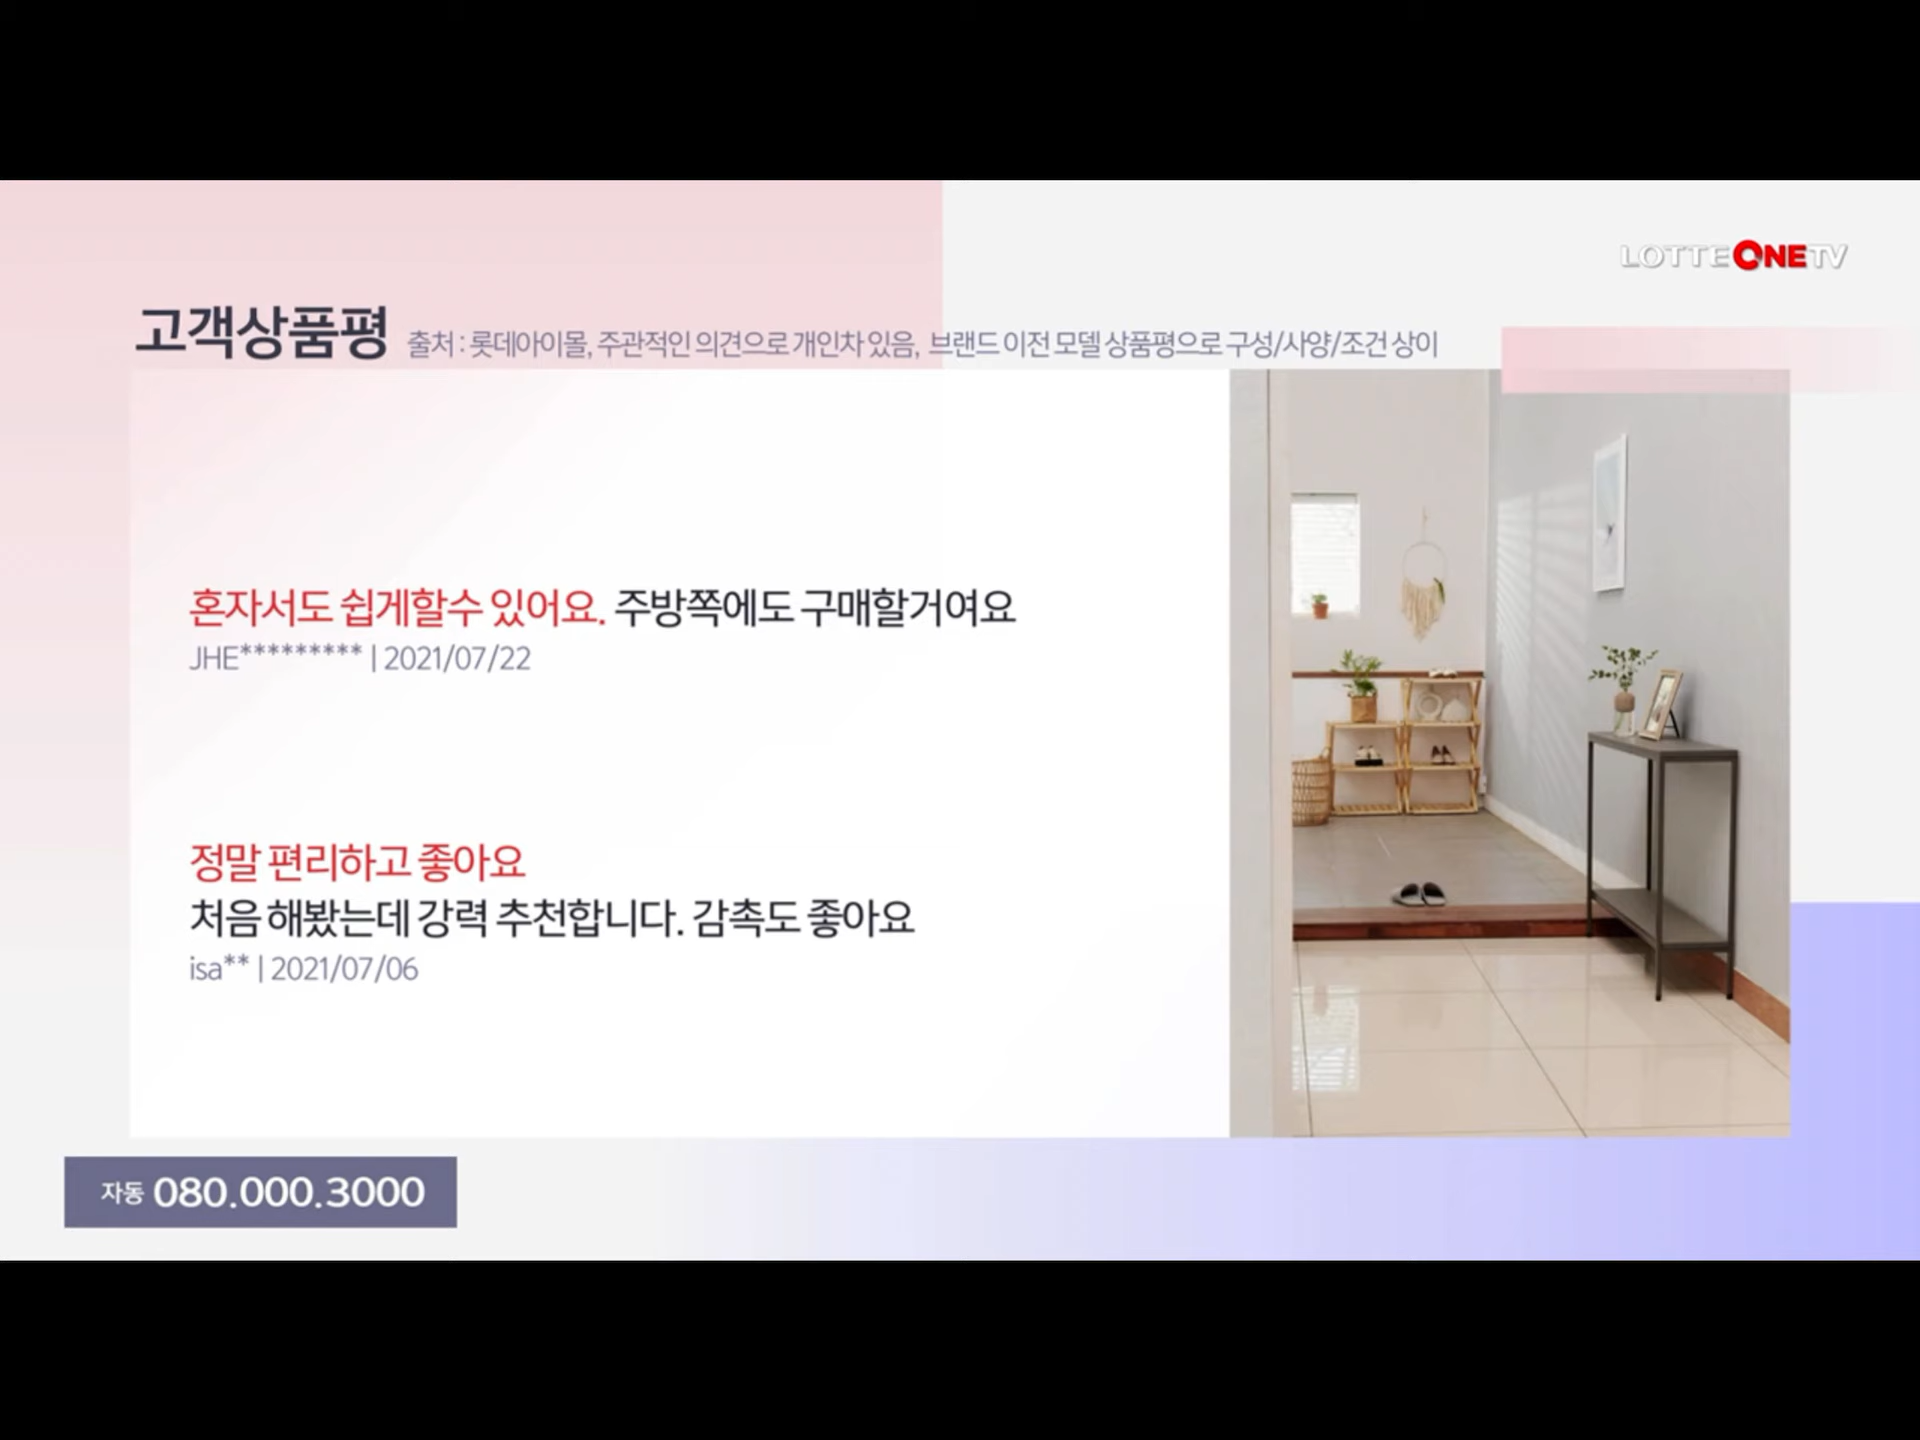 LOTTE ONE TV
고객상품평 출처 : 롯데아이몰, 주관적인 의견으로 개인차 있음, 브랜드 이전 모델 상품평으로 구성/사양/조건 상이
혼자서도 쉽게할수 있어요. 주방쪽에도 구매할거여요
JHE********* | 2021/07/22
정말 편리하고 좋아요
처음 해봤는데 강력 추천합니다. 감촉도 좋아요
isa** | 2021/07/06
자동 080.000.3000